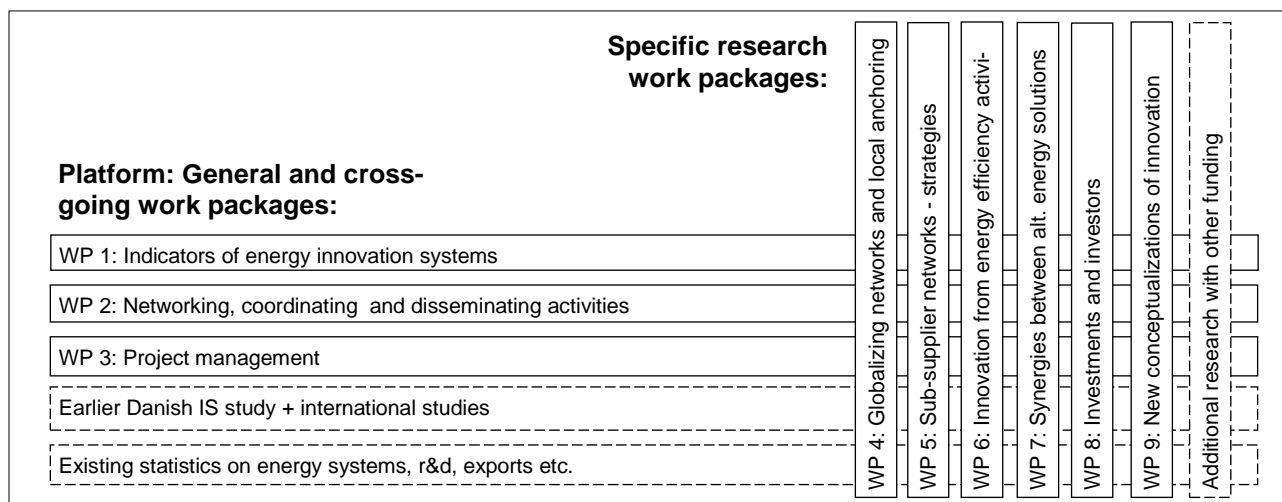 Specific research
work packages:
Platform: General and cross-
going work packages:
WP 1: Indicators of energy innovation systems
WP 2: Networking, coordinating and disseminating activities
WP 3: Project management
Earlier Danish IS study + international studies
Existing statistics on energy systems, r&d, exports etc.
WP 4: Globalizing networks and local anchoring
WP 5: Sub-supplier networks - strategies
WP 6: Innovation from energy efficiency activi-
WP 7: Synergies between alt. energy solutions
WP 8: Investments and investors
WP 9: New conceptualizations of innovation
Additional research with other funding